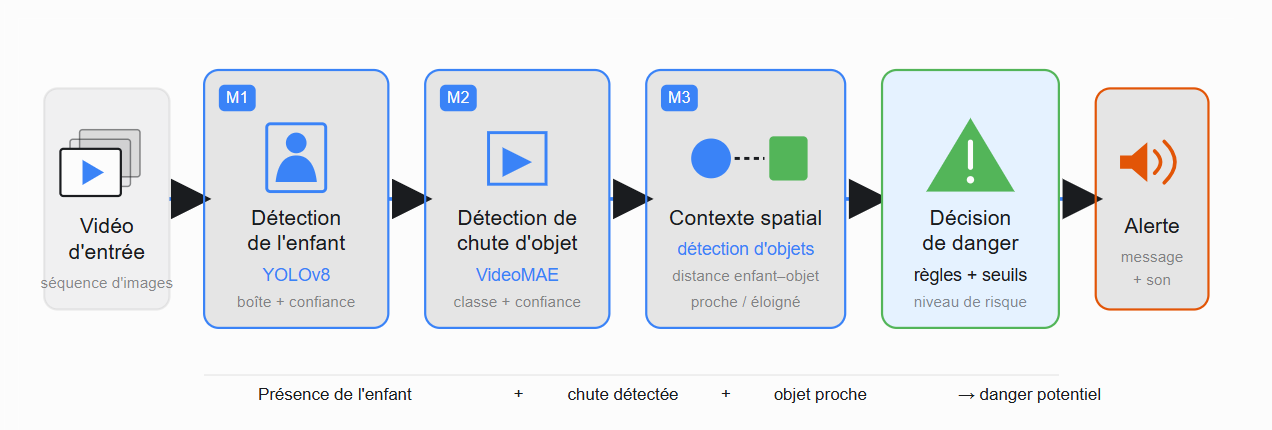 Vidéo
d'entrée
séquence d'images
M1
Détection
de l'enfant
YOLOv8
boîte + confiance
M2
Détection de
chute d'objet
VideoMAE
classe + confiance
M3
Contexte spatial
détection d'objets
distance enfant–objet
proche / éloigné
Décision
de danger
règles + seuils
niveau de risque
Alerte
message
+ son
Présence de l'enfant + chute détectée + objet proche → danger potentiel